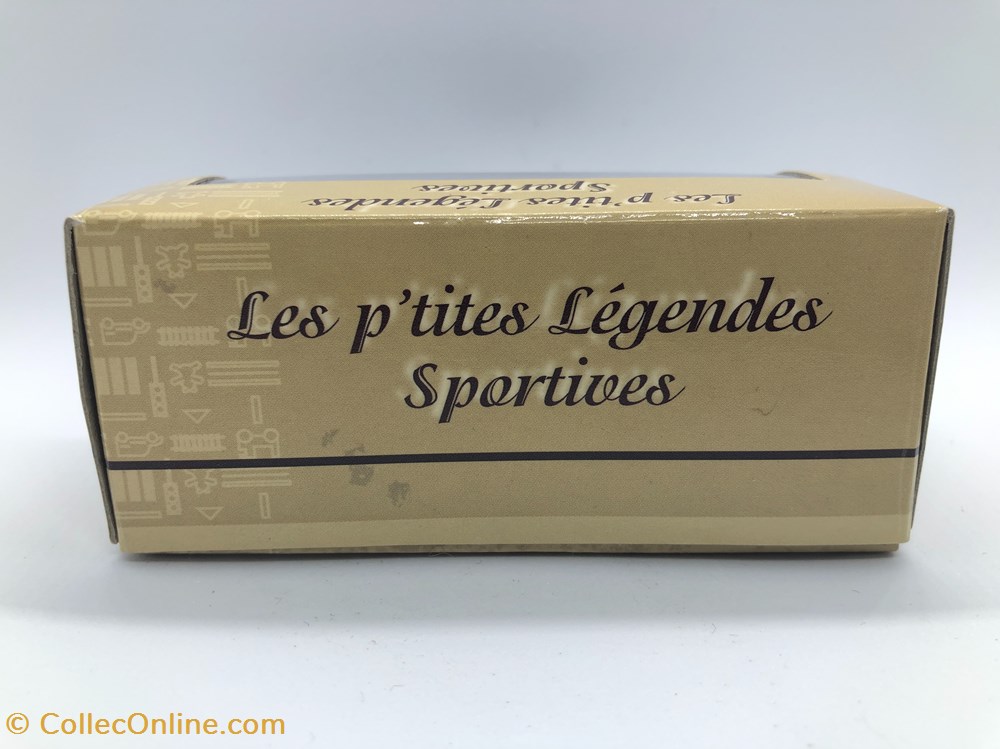 Les p'tites Légendes
Sportives
Les p'tites Légendes
Sportives
© CollecOnline.com